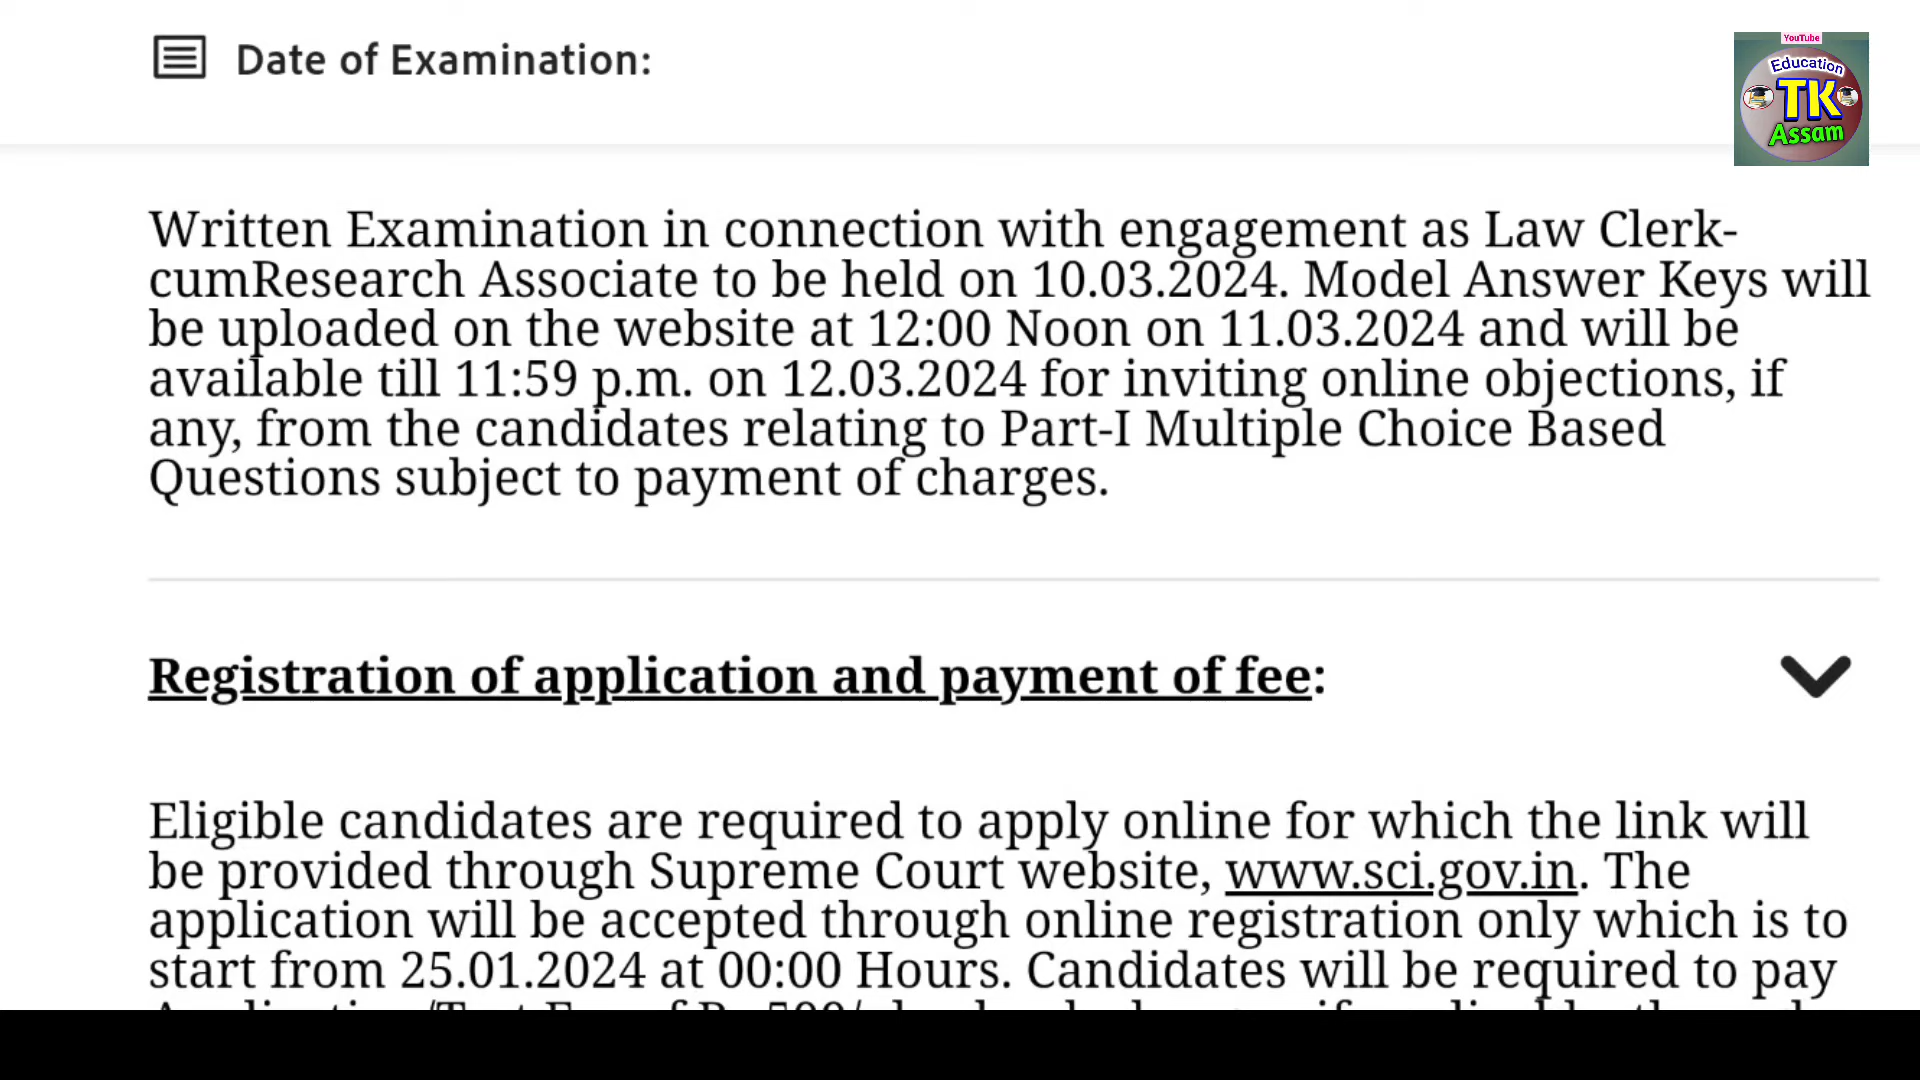 Date of Examination:
YouTube
Education
TK
Assam
Written Examination in connection with engagement as Law Clerk-
cumResearch Associate to be held on 10.03.2024. Model Answer Keys will
be uploaded on the website at 12:00 Noon on 11.03.2024 and will be
available till 11:59 p.m. on 12.03.2024 for inviting online objections, if
any, from the candidates relating to Part-I Multiple Choice Based
Questions subject to payment of charges.
Registration of application and payment of fee:
Eligible candidates are required to apply online for which the link will
be provided through Supreme Court website, www.sci.gov.in. The
application will be accepted through online registration only which is to
start from 25.01.2024 at 00:00 Hours. Candidates will be required to pay